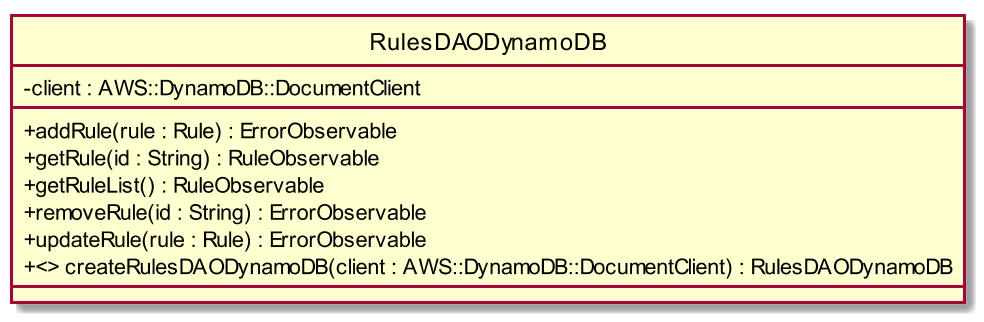 RulesDAODynamoDB
-client : AWS::DynamoDB::DocumentClient
+addRule(rule : Rule) : ErrorObservable
+getRule(id : String) : RuleObservable
+getRuleList() : RuleObservable
+removeRule(id : String) : ErrorObservable
+updateRule(rule : Rule) : ErrorObservable
+<> createRulesDAODynamoDB(client : AWS::DynamoDB::DocumentClient) : RulesDAODynamoDB